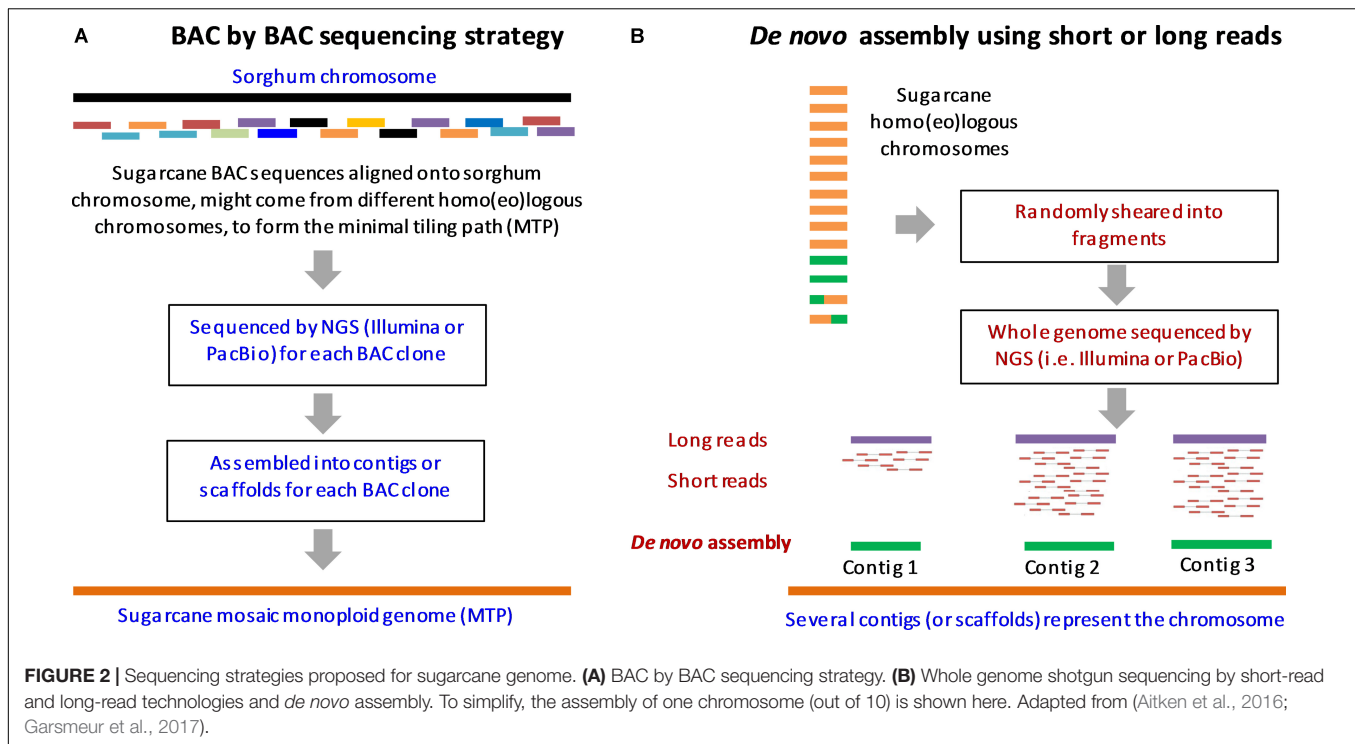 A
BAC by BAC sequencing strategy
Sorghum chromosome
Sugarcane BAC sequences aligned onto sorghum
chromosome, might come from different homo(eo)logous
chromosomes, to form the minimal tiling path (MTP)
Sequenced by NGS (Illumina or
PacBio) for each BAC clone
Assembled into contigs or
scaffolds for each BAC clone
Sugarcane mosaic monoploid genome (MTP)
B
De novo assembly using short or long reads
Sugarcane
homo(eo)logous
chromosomes
Randomly sheared into
fragments
Whole genome sequenced by
NGS (i.e. Illumina or PacBio)
Long reads
Short reads
De novo assembly
Contig 1
Contig 2
Contig 3
Several contigs (or scaffolds) represent the chromosome
FIGURE 2 | Sequencing strategies proposed for sugarcane genome. (A) BAC by BAC sequencing strategy. (B) Whole genome shotgun sequencing by short-read
and long-read technologies and de novo assembly. To simplify, the assembly of one chromosome (out of 10) is shown here. Adapted from (Aitken et al., 2016;
Garsmeur et al., 2017).